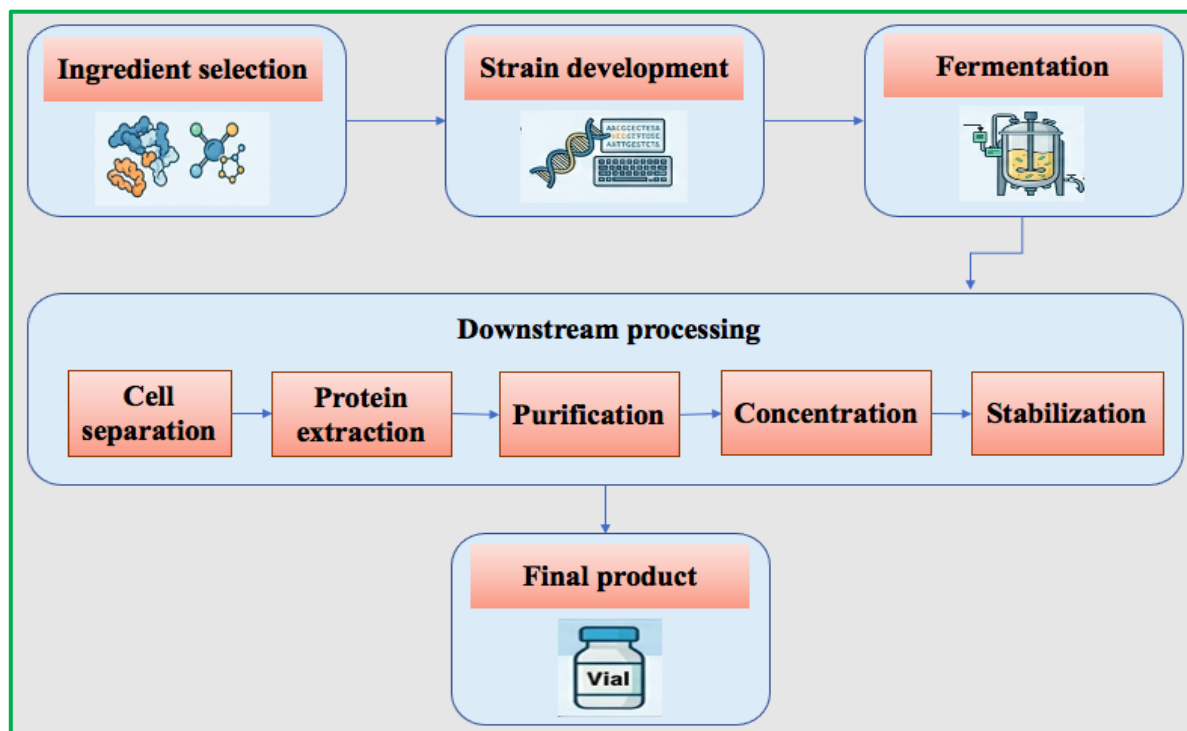 Ingredient selection
Strain development
Fermentation
Downstream processing
Cell
separation
Protein
extraction
Purification
Concentration
Stabilization
Final product
Vial